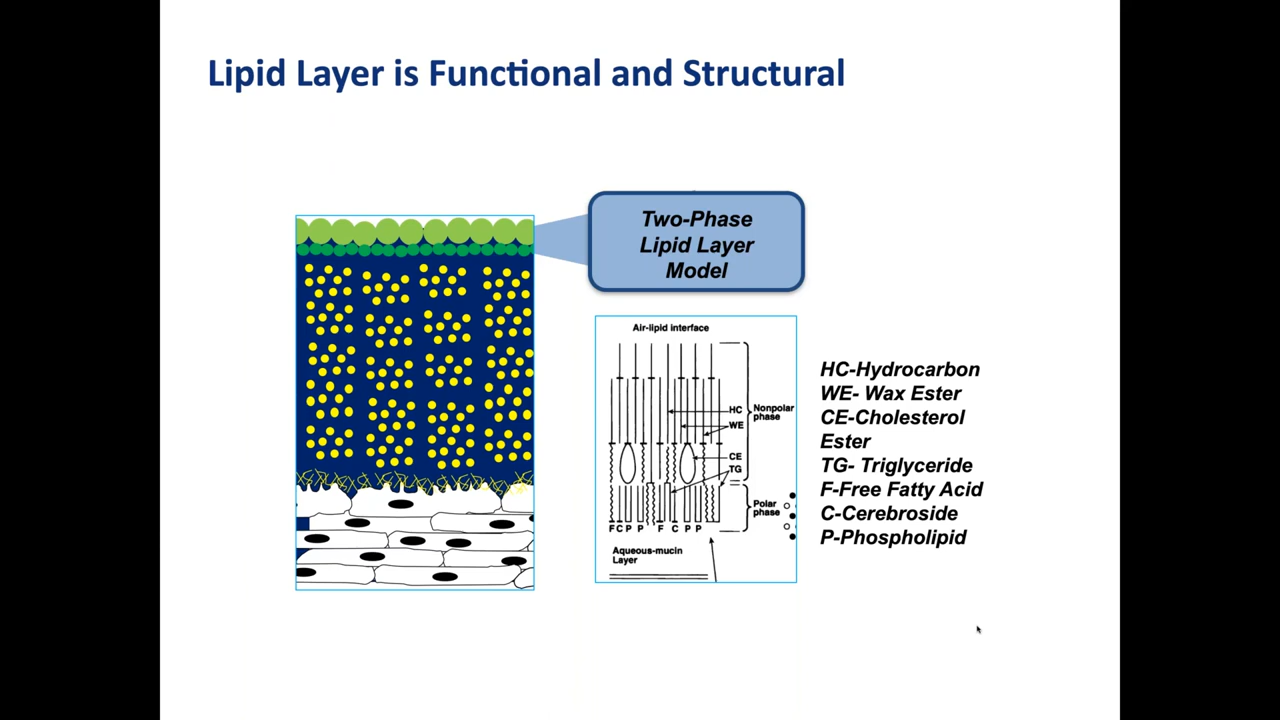 Lipid Layer is Functional and Structural
Two-Phase
Lipid Layer
Model
Air-lipid interface
HC
Nonpolar
phase
WE
CE
TG
Polar
phase
F C P P F C P P
Aqueous-mucin
Layer
HC-Hydrocarbon
WE- Wax Ester
CE-Cholesterol
Ester
TG- Triglyceride
F-Free Fatty Acid
C-Cerebroside
P-Phospholipid